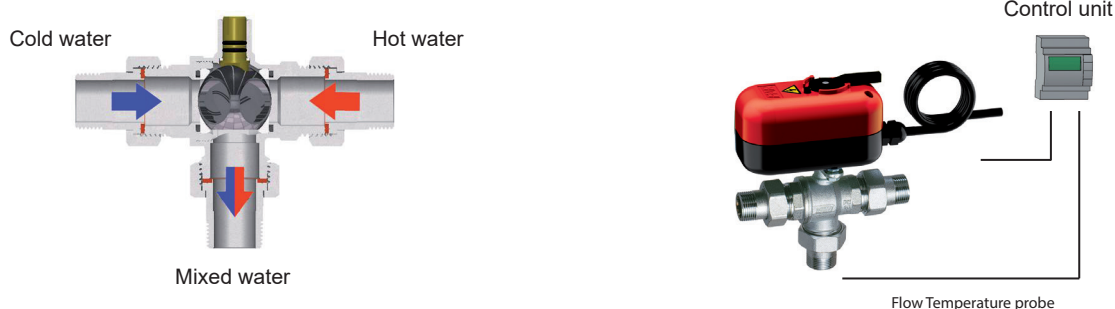 Control unit
Cold water
Hot water
Mixed water
Flow Temperature probe